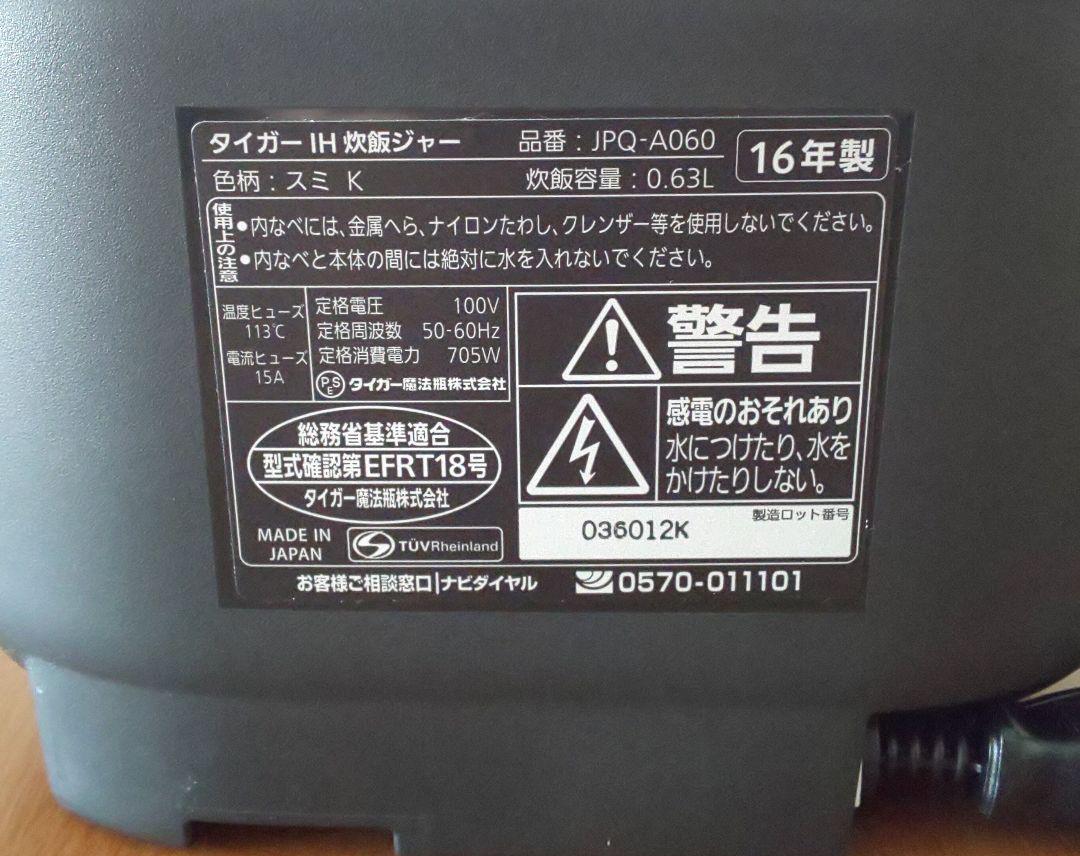 タイガー IH 炊飯ジャー 品番：JPQ-A060
16年製
色柄：スミ K 炊飯容量：0.63L
使用上の注意
●内なべには、金属へら、ナイロンたわし、クレンザー等を使用しないでください。
●内なべと本体の間には絶対に水を入れないでください。
温度ヒューズ
113℃
電流ヒューズ
15A
定格電圧 100V
定格周波数 50-60Hz
定格消費電力 705W
PSE タイガー魔法瓶株式会社
警告
感電のおそれあり
水につけたり、水を
かけたりしない。
総務省基準適合
型式確認第EFRT18号
タイガー魔法瓶株式会社
MADE IN
JAPAN
TÜVRheinland
製造ロット番号
036012K
お客様ご相談窓口|ナビダイヤル 0570-011101